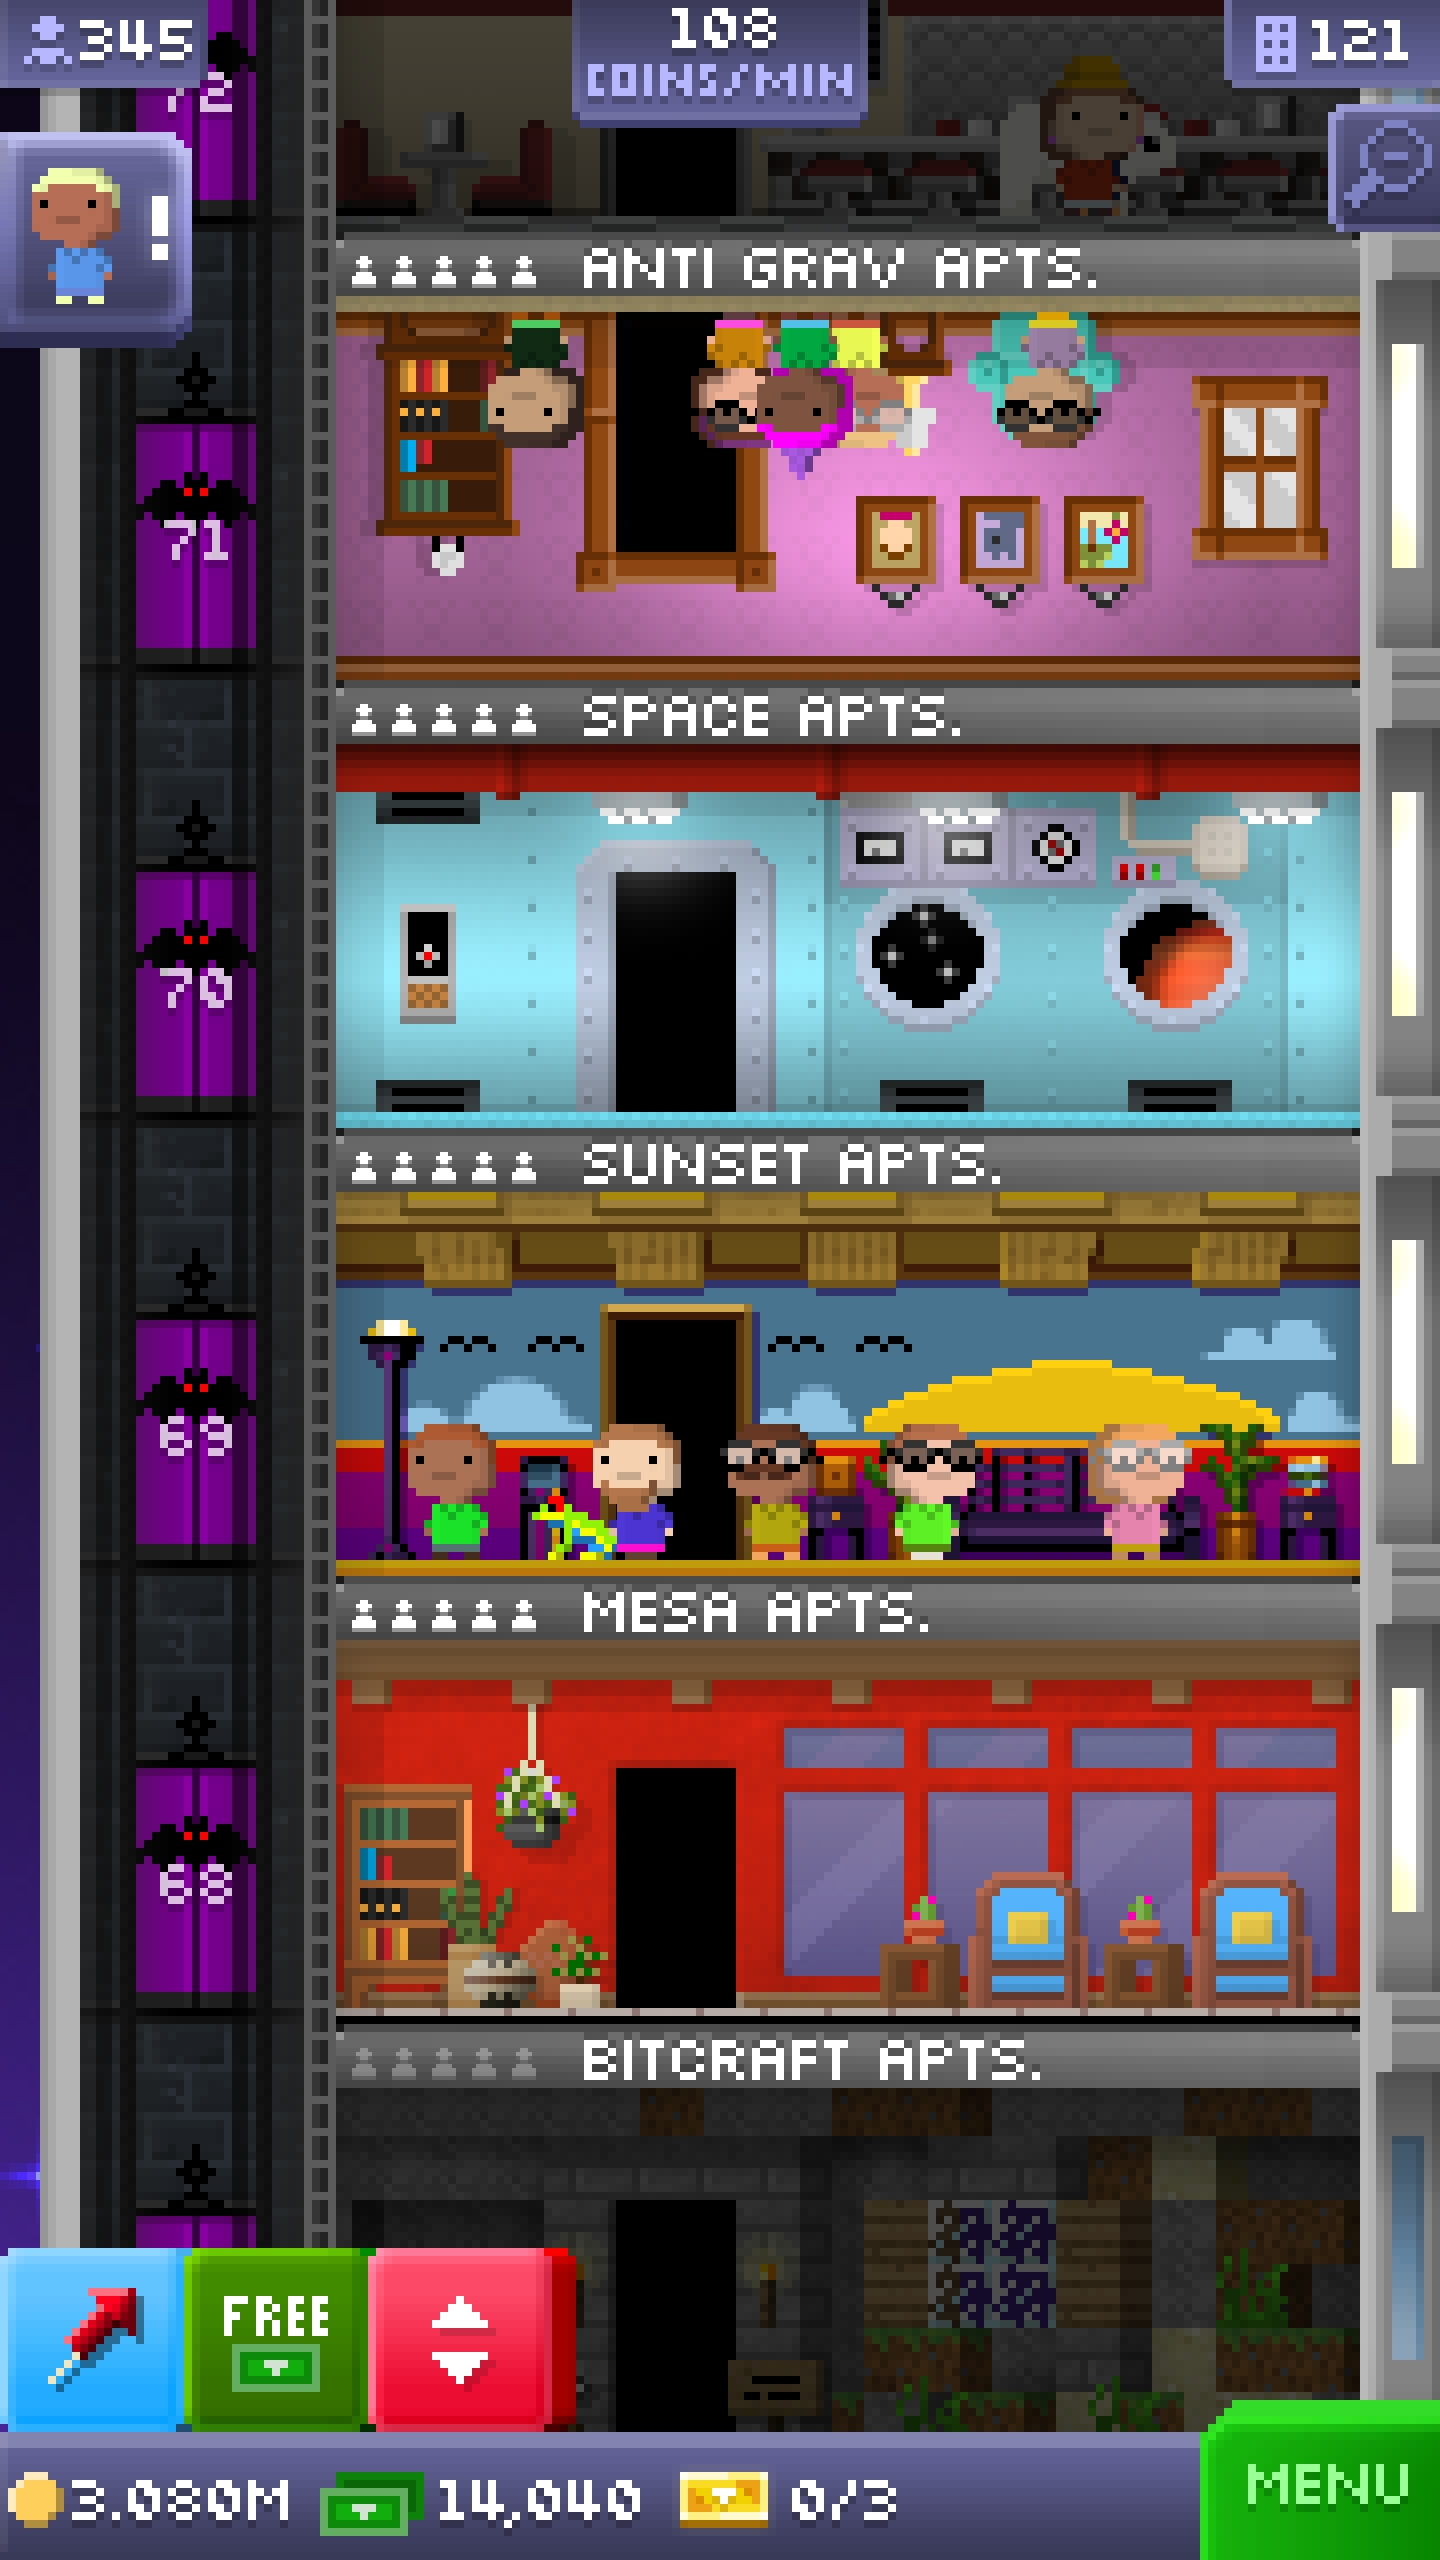 345
108
COINS/MIN
121
72
!
ANTI GRAV APTS.
71
SPACE APTS.
70
SUNSET APTS.
69
MESA APTS.
68
BITCRAFT APTS.
FREE
3.080M
14,040
0/3
MENU